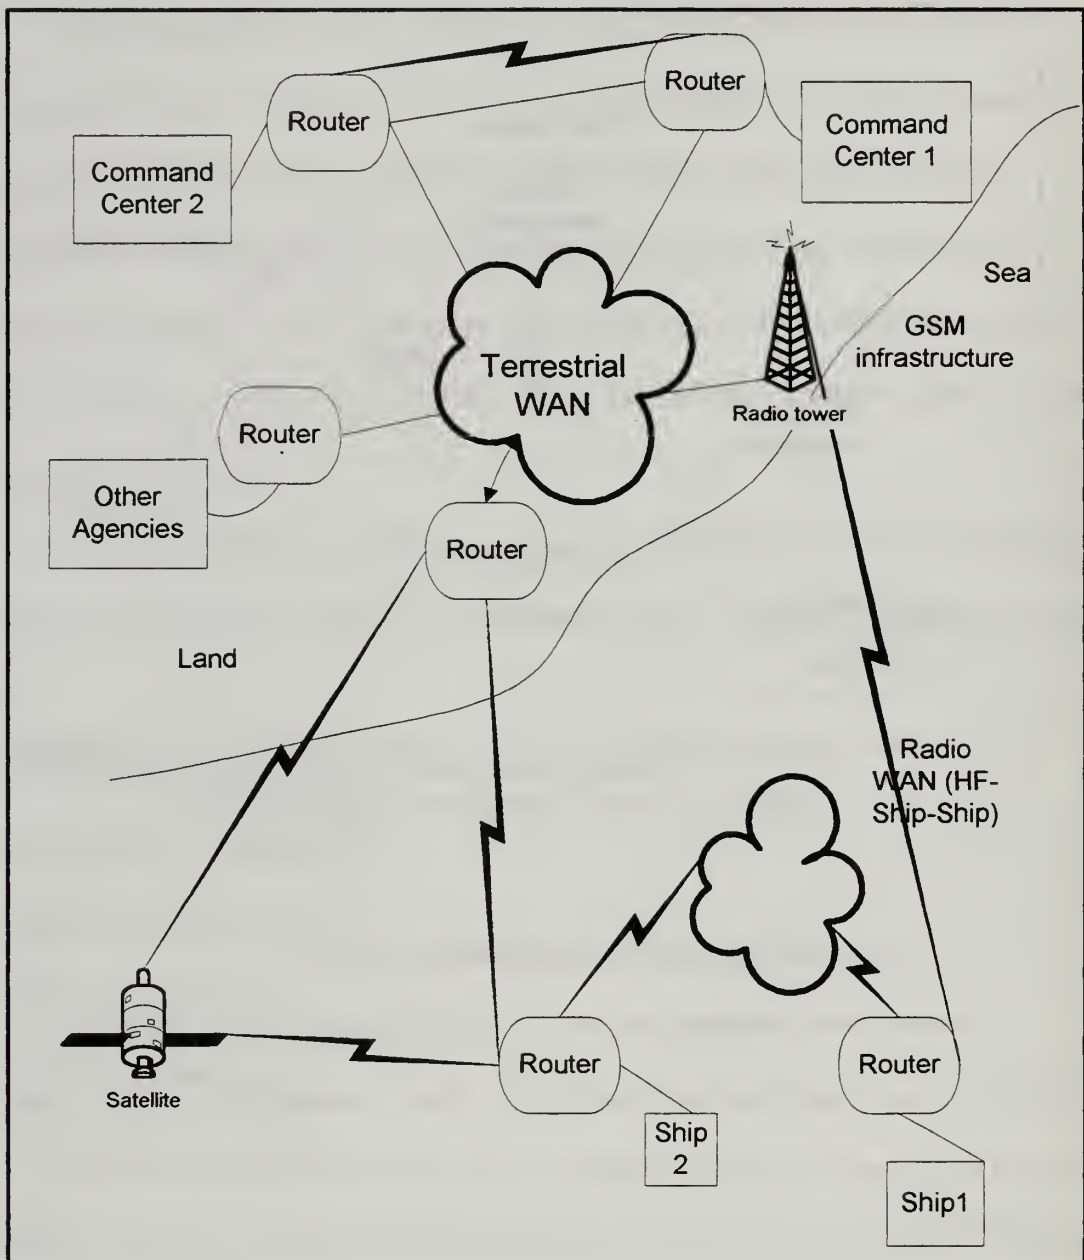 Router
Router
Command
Center 1
Command
Center 2
Sea
GSM
infrastructure
Terrestrial
WAN
Radio tower
Router
Other
Agencies
Router
Land
Radio
WAN (HF-
Ship-Ship)
Router
Router
Satellite
Ship
2
Ship1